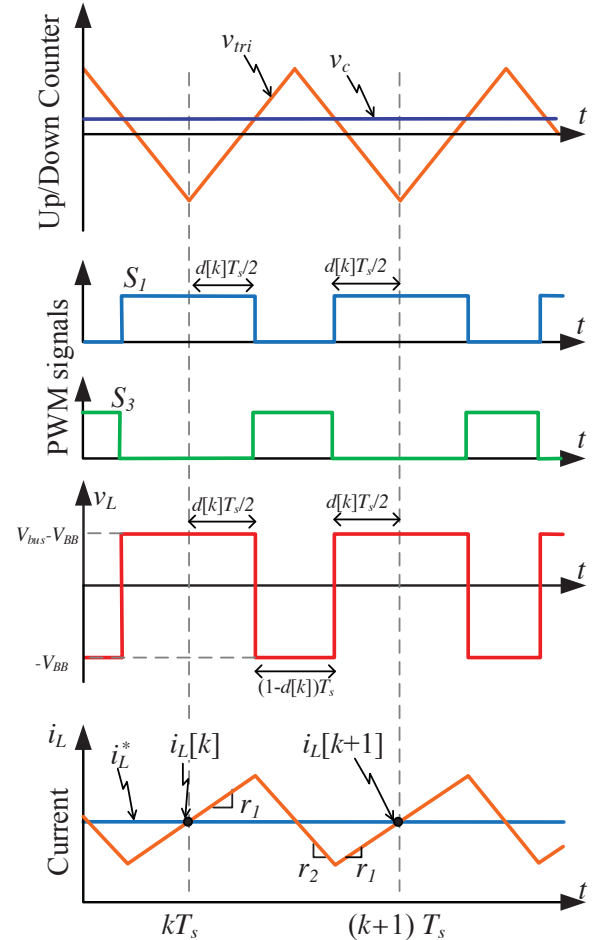 v_tri
v_c
t
Up/Down Counter
d[k]T_s/2
d[k]T_s/2
S_1
t
PWM signals
S_3
t
v_L
d[k]T_s/2
d[k]T_s/2
V_bus-V_BB
t
-V_BB
(1-d[k])T_s
i_L
i_L^*
i_L[k]
i_L[k+1]
r_1
r_2
r_1
Current
t
kT_s
(k+1) T_s